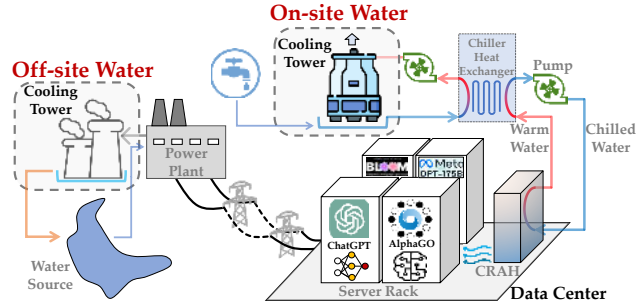 On-site Water
Cooling
Tower
Chiller
Heat
Exchanger
Pump
Off-site Water
Cooling
Tower
Power
Plant
Warm
Water
Chilled
Water
BLOOM
Meta
OPT-175B
ChatGPT
AlphaGO
Water
Source
Server Rack
CRAH
Data Center